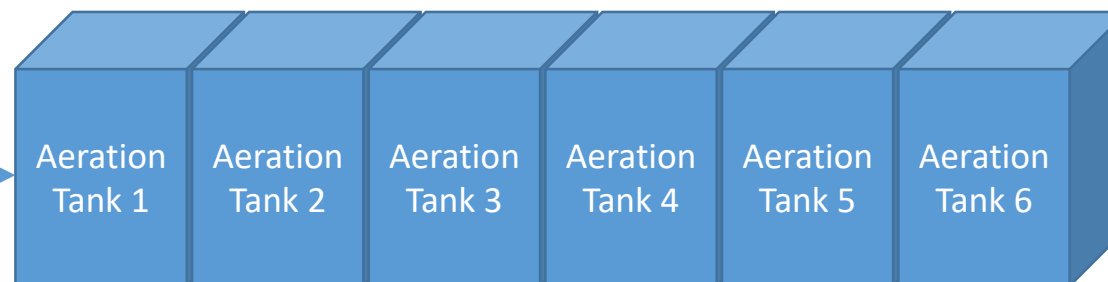 Aeration
Tank 1
Aeration
Tank 2
Aeration
Tank 3
Aeration
Tank 4
Aeration
Tank 5
Aeration
Tank 6